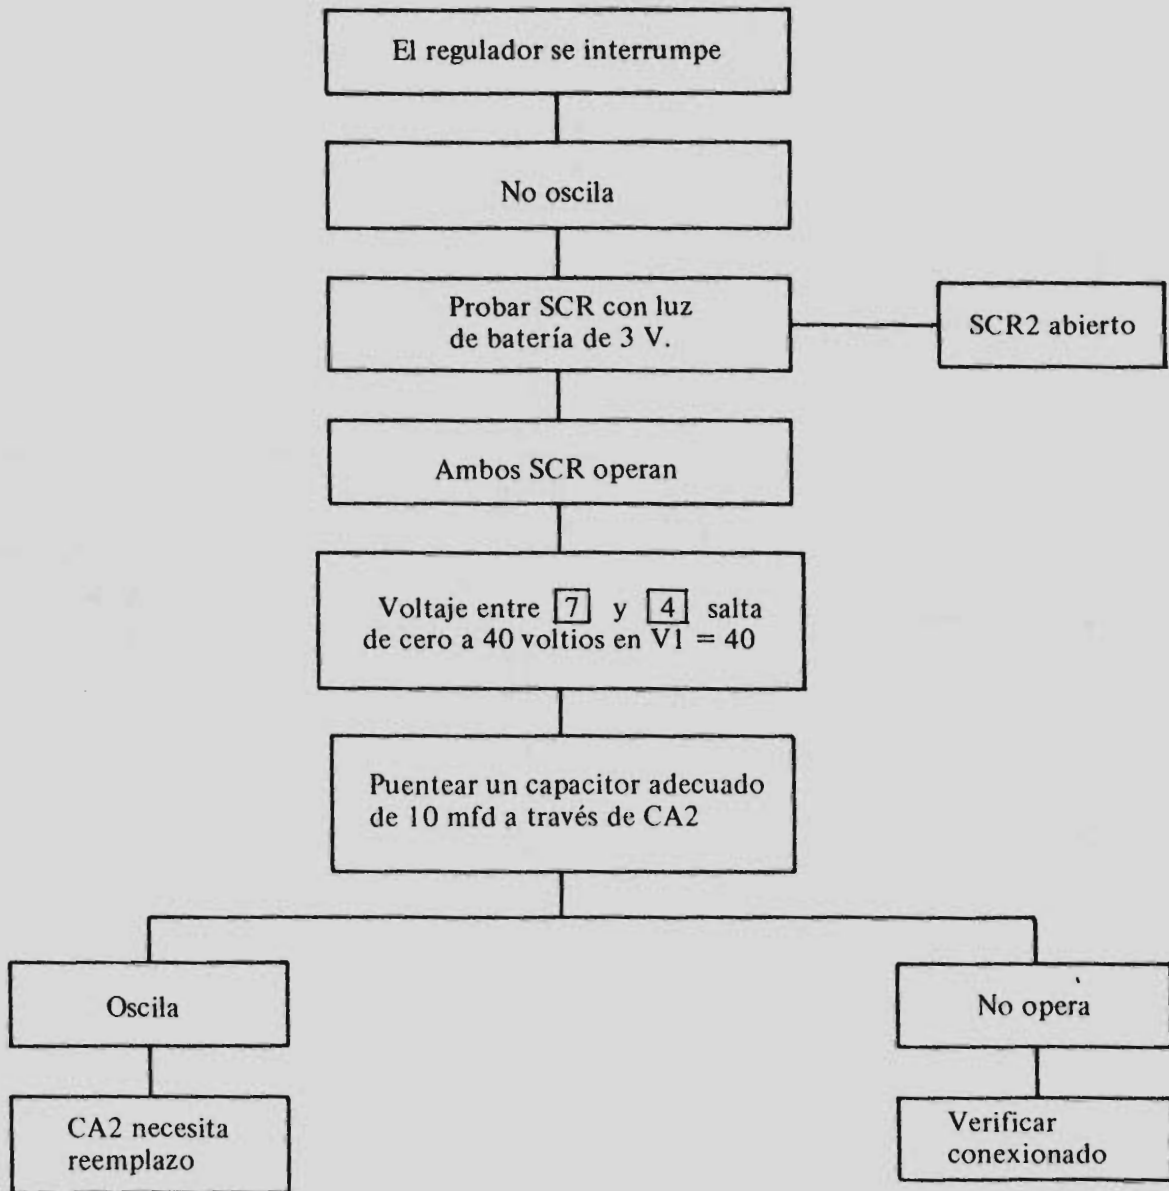 El regulador se interrumpe
No oscila
Probar SCR con luz
de batería de 3 V.
SCR2 abierto
Ambos SCR operan
Voltaje entre 7 y 4 salta
de cero a 40 voltios en V1 = 40
Puentear un capacitor adecuado
de 10 mfd a través de CA2
Oscila
No opera
CA2 necesita
reemplazo
Verificar
conexionado